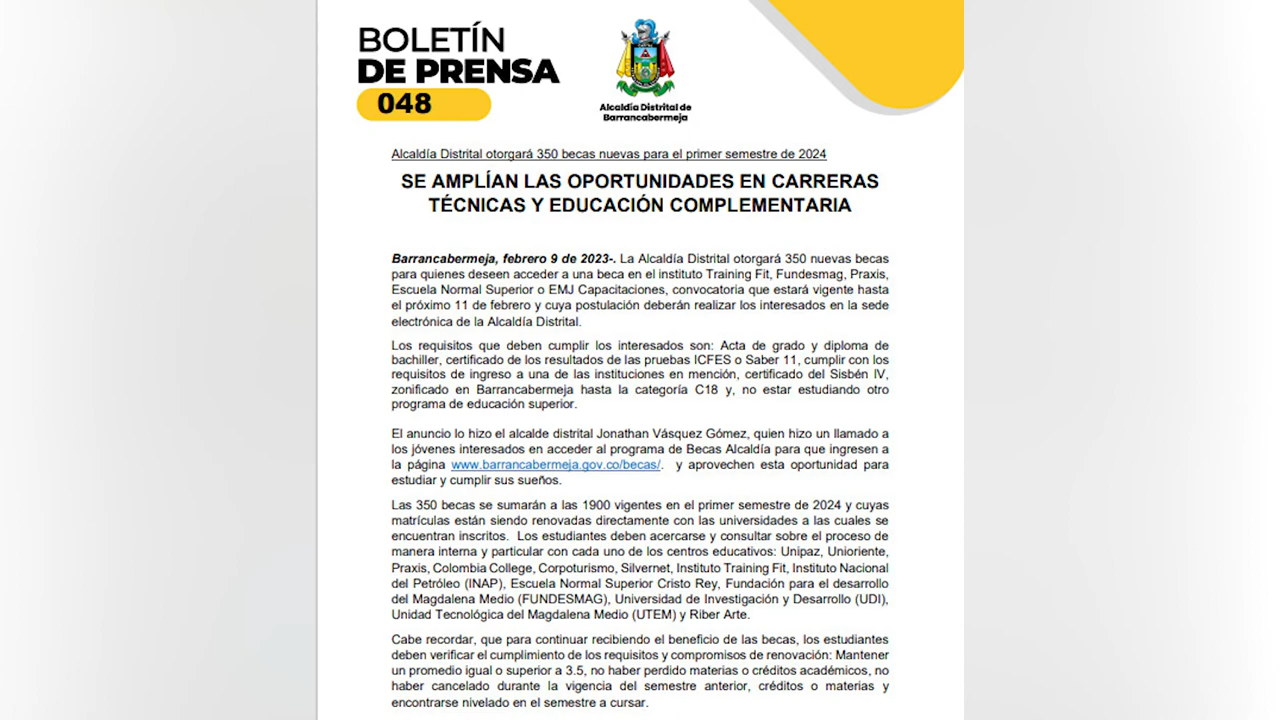 BOLETÍN
DE PRENSA
048
Alcaldía Distrital de
Barrancabermeja
Alcaldía Distrital otorgará 350 becas nuevas para el primer semestre de 2024
SE AMPLÍAN LAS OPORTUNIDADES EN CARRERAS
TÉCNICAS Y EDUCACIÓN COMPLEMENTARIA
Barrancabermeja, febrero 9 de 2023-. La Alcaldía Distrital otorgará 350 nuevas becas
para quienes deseen acceder a una beca en el instituto Training Fit, Fundesmag, Praxis,
Escuela Normal Superior o EMJ Capacitaciones, convocatoria que estará vigente hasta
el próximo 11 de febrero y cuya postulación deberán realizar los interesados en la sede
electrónica de la Alcaldía Distrital.
Los requisitos que deben cumplir los interesados son: Acta de grado y diploma de
bachiller, certificado de los resultados de las pruebas ICFES o Saber 11, cumplir con los
requisitos de ingreso a una de las instituciones en mención, certificado del Sisbén IV,
zonificado en Barrancabermeja hasta la categoría C18 y, no estar estudiando otro
programa de educación superior.
El anuncio lo hizo el alcalde distrital Jonathan Vásquez Gómez, quien hizo un llamado a
los jóvenes interesados en acceder al programa de Becas Alcaldía para que ingresen a
la página www.barrancabermeja.gov.co/becas/. y aprovechen esta oportunidad para
estudiar y cumplir sus sueños.
Las 350 becas se sumarán a las 1900 vigentes en el primer semestre de 2024 y cuyas
matrículas están siendo renovadas directamente con las universidades a las cuales se
encuentran inscritos. Los estudiantes deben acercarse y consultar sobre el proceso de
manera interna y particular con cada uno de los centros educativos: Unipaz, Unioriente,
Praxis, Colombia College, Corpoturismo, Silvernet, Instituto Training Fit, Instituto Nacional
del Petróleo (INAP), Escuela Normal Superior Cristo Rey, Fundación para el desarrollo
del Magdalena Medio (FUNDESMAG), Universidad de Investigación y Desarrollo (UDI),
Unidad Tecnológica del Magdalena Medio (UTEM) y Riber Arte.
Cabe recordar, que para continuar recibiendo el beneficio de las becas, los estudiantes
deben verificar el cumplimiento de los requisitos y compromisos de renovación: Mantener
un promedio igual o superior a 3.5, no haber perdido materias o créditos académicos, no
haber cancelado durante la vigencia del semestre anterior, créditos o materias y
encontrarse nivelado en el semestre a cursar.